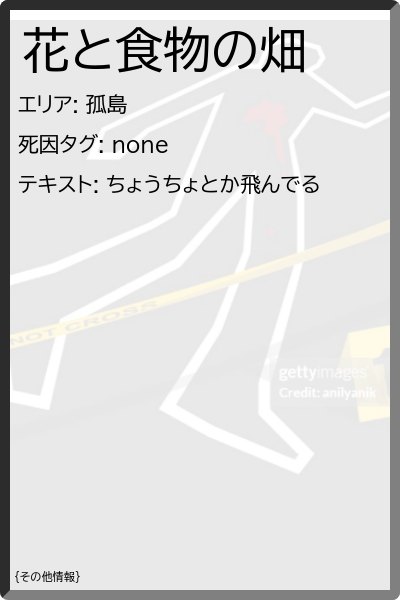 花と食物の畑
エリア: 孤島
死因タグ: none
テキスト: ちょうちょとか飛んでる
NOT CROSS
gettyimages
Credit: anilyanik
{その他情報}